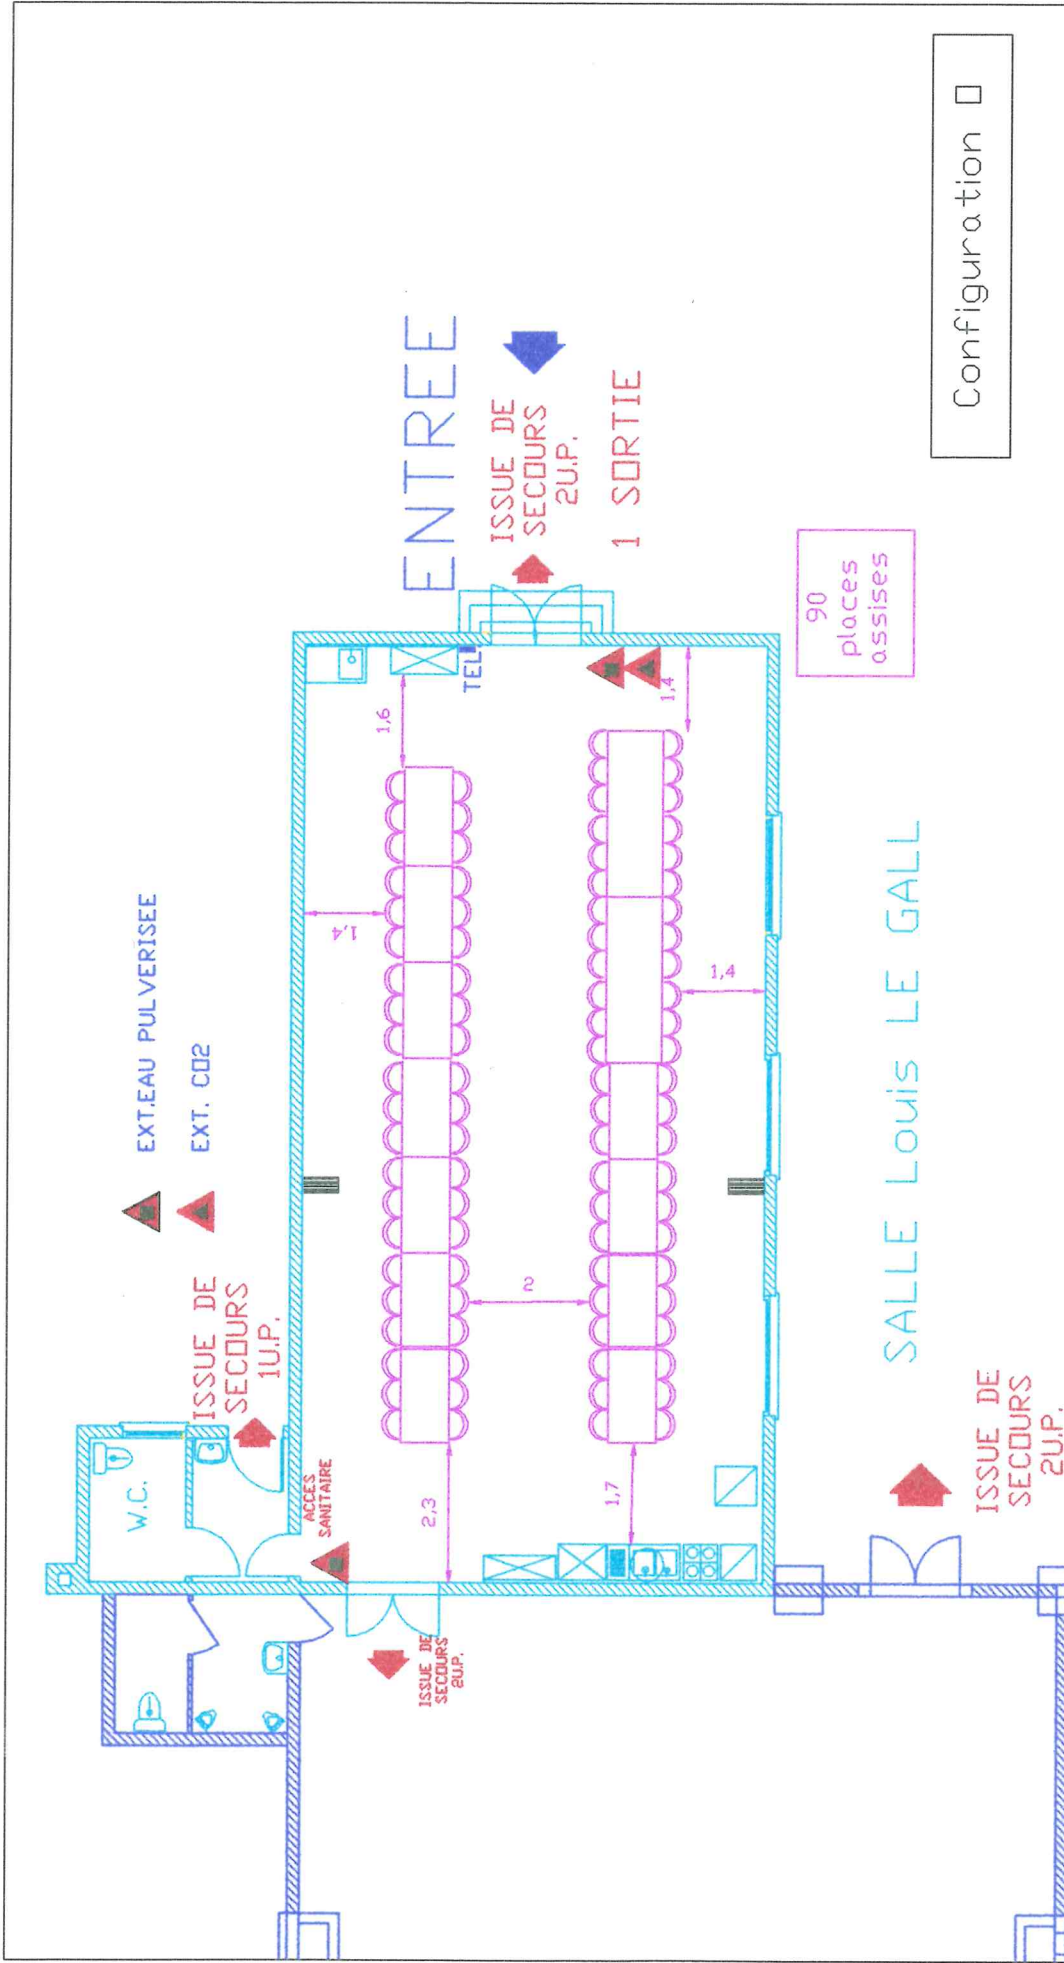 EXT.EAU PULVERISEE
EXT. CO2
ISSUE DE
SECOURS
1U.P.
W.C.
ACCES
SANITAIRE
ENTREE
ISSUE DE
SECOURS
2U.P.
1 SORTIE
TEL
1,6
1,4
1,4
1,4
2
2,3
1,7
ISSUE DE
SECOURS
2U.P.
90
places
assises
SALLE Louis LE GALL
ISSUE DE
SECOURS
2U.P.
Configuration